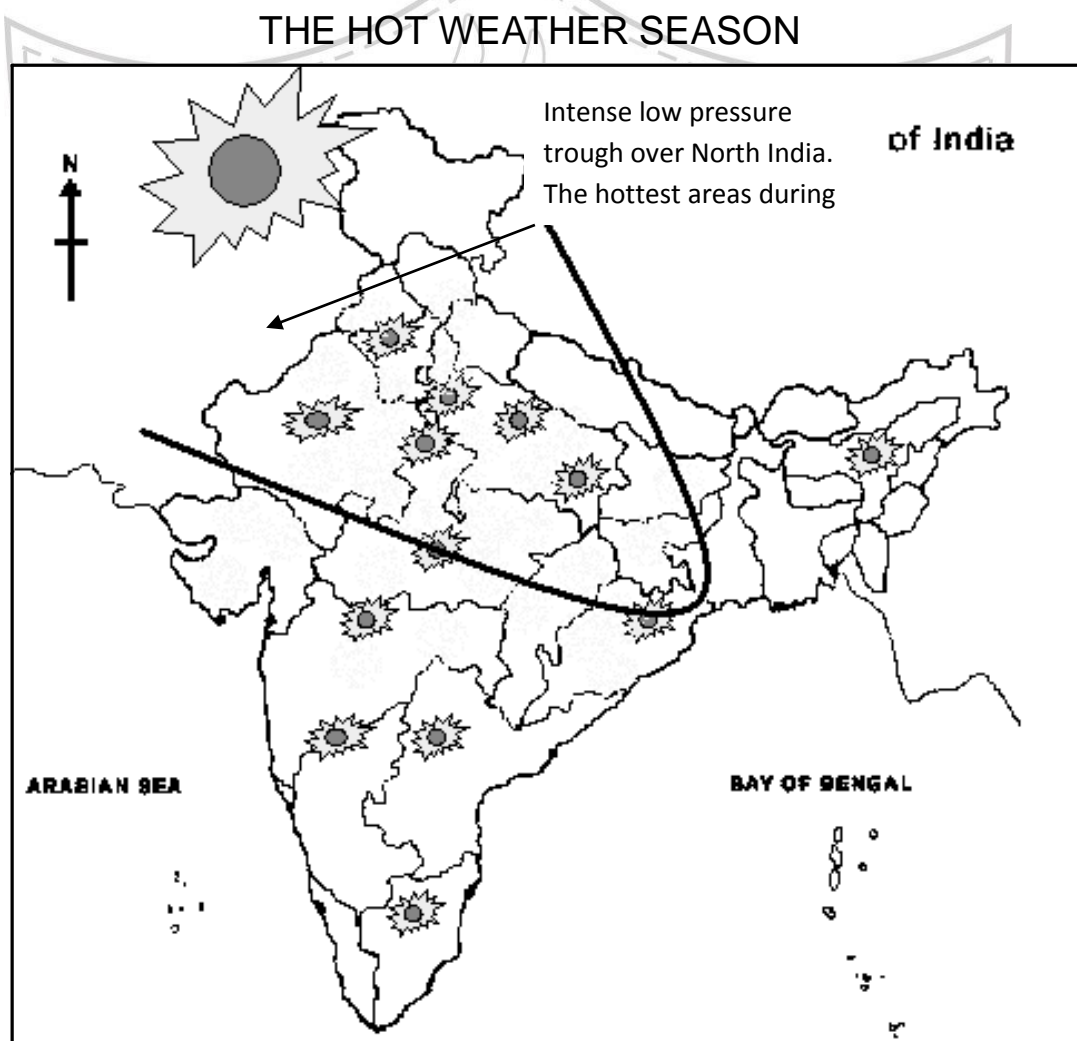 THE HOT WEATHER SEASON
Intense low pressure
trough over North India.
The hottest areas during
of India
N
ARABIAN SEA
BAY OF BENGAL